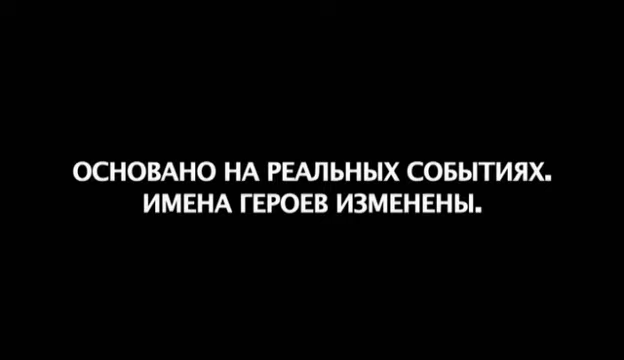 ОСНОВАНО НА РЕАЛЬНЫХ СОБЫТИЯХ.
ИМЕНА ГЕРОЕВ ИЗМЕНЕНЫ.